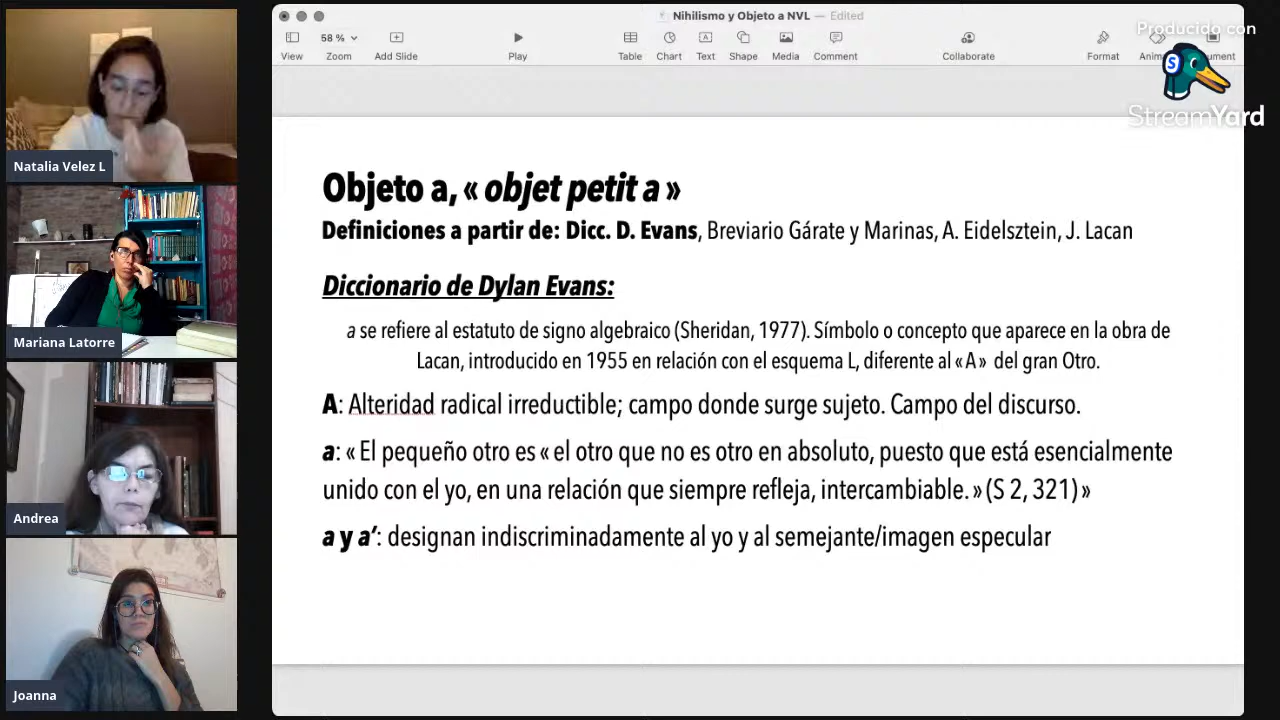 Natalia Velez L
Mariana Latorre
Andrea
Joanna
Nihilismo y Objeto a NVL — Edited
58 %
View
Zoom
Add Slide
Play
Table
Chart
Text
Shape
Media
Comment
Collaborate
Format
Producido con
StreamYard
Objeto a, « objet petit a »
Definiciones a partir de: Dicc. D. Evans, Breviario Gárate y Marinas, A. Eidelsztein, J. Lacan
Diccionario de Dylan Evans:
a se refiere al estatuto de signo algebraico (Sheridan, 1977). Símbolo o concepto que aparece en la obra de
Lacan, introducido en 1955 en relación con el esquema L, diferente al « A » del gran Otro.
A: Alteridad radical irreductible; campo donde surge sujeto. Campo del discurso.
a: « El pequeño otro es « el otro que no es otro en absoluto, puesto que está esencialmente
unido con el yo, en una relación que siempre refleja, intercambiable. » (S 2, 321) »
a y a’: designan indiscriminadamente al yo y al semejante/imagen especular